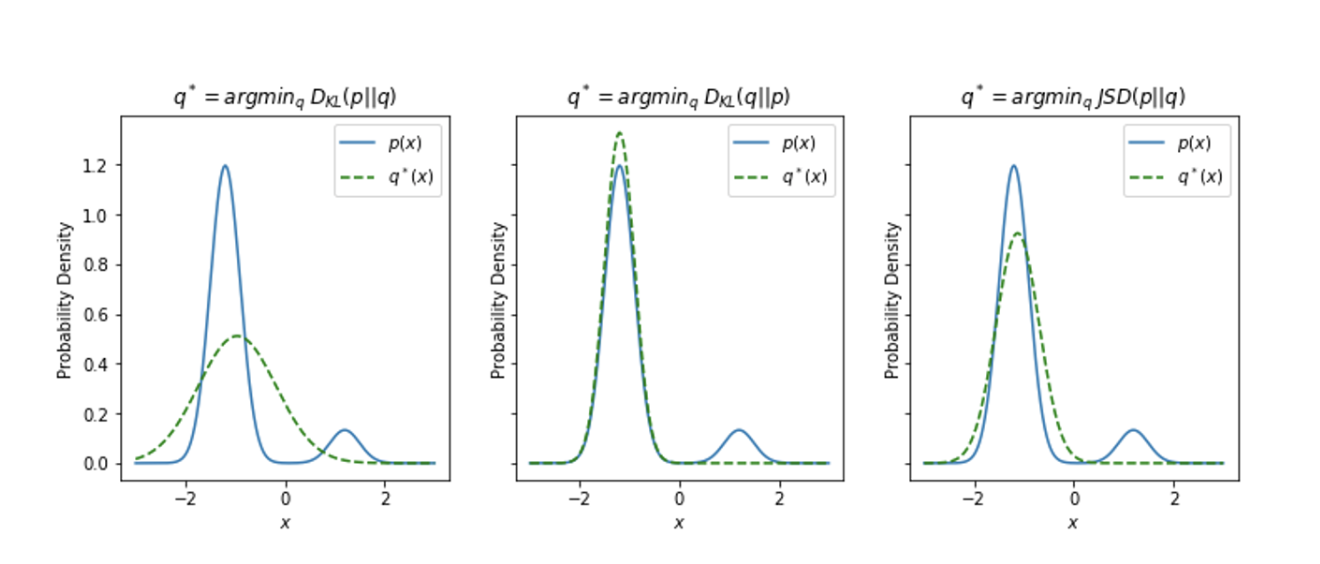 q* = argmin_q D_KL(p||q)
p(x)
q*(x)
1.2
1.0
0.8
0.6
0.4
0.2
0.0
Probability Density
−2 0 2
x
q* = argmin_q D_KL(q||p)
p(x)
q*(x)
Probability Density
−2 0 2
x
q* = argmin_q JSD(p||q)
p(x)
q*(x)
Probability Density
−2 0 2
x